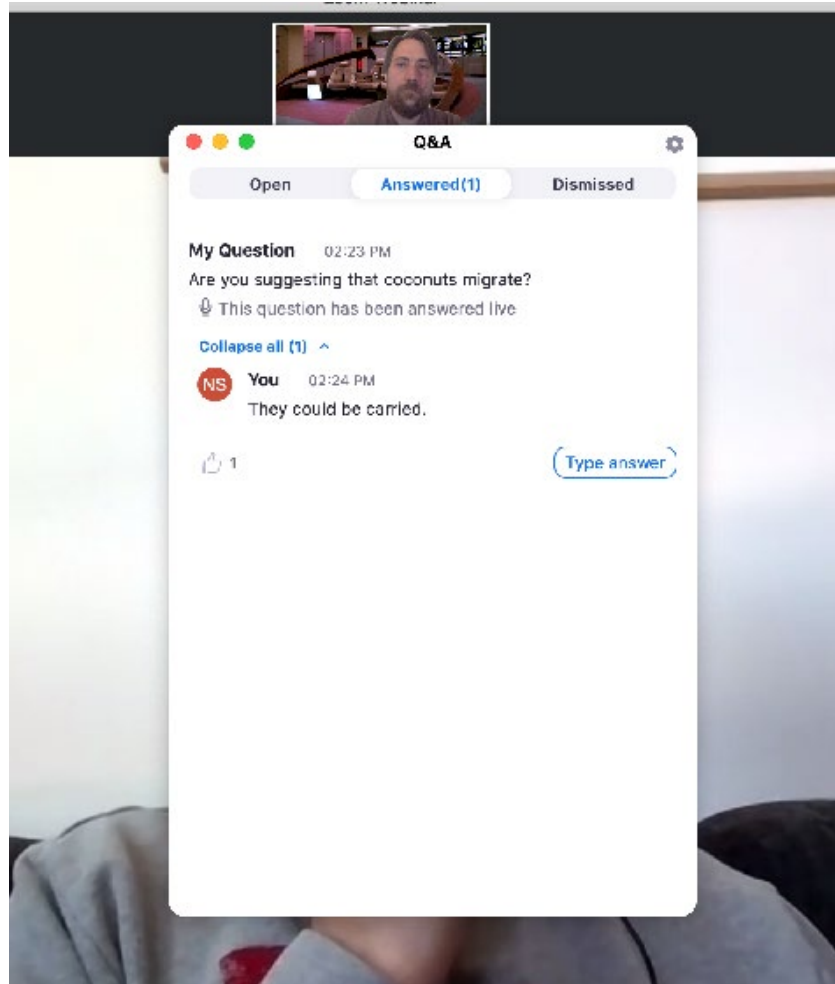 Q&A
Open Answered(1) Dismissed
My Question 02:23 PM
Are you suggesting that coconuts migrate?
This question has been answered live
Collapse all (1)
NS You 02:24 PM
They could be carried.
1 Type answer